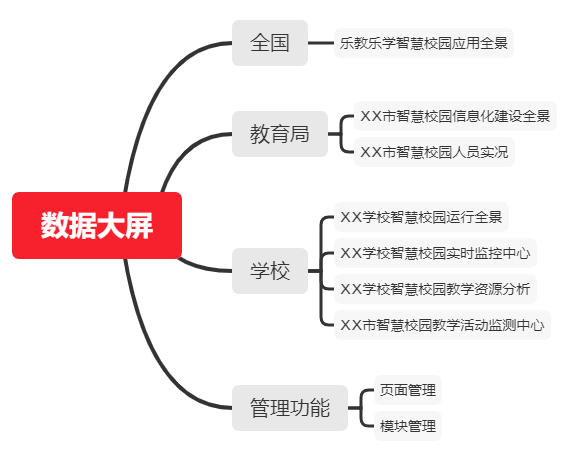 数据大屏
全国
乐教乐学智慧校园应用全景
教育局
XX市智慧校园信息化建设全景
XX市智慧校园人员实况
学校
XX学校智慧校园运行全景
XX学校智慧校园实时监控中心
XX学校智慧校园教学资源分析
XX市智慧校园教学活动监测中心
管理功能
页面管理
模块管理